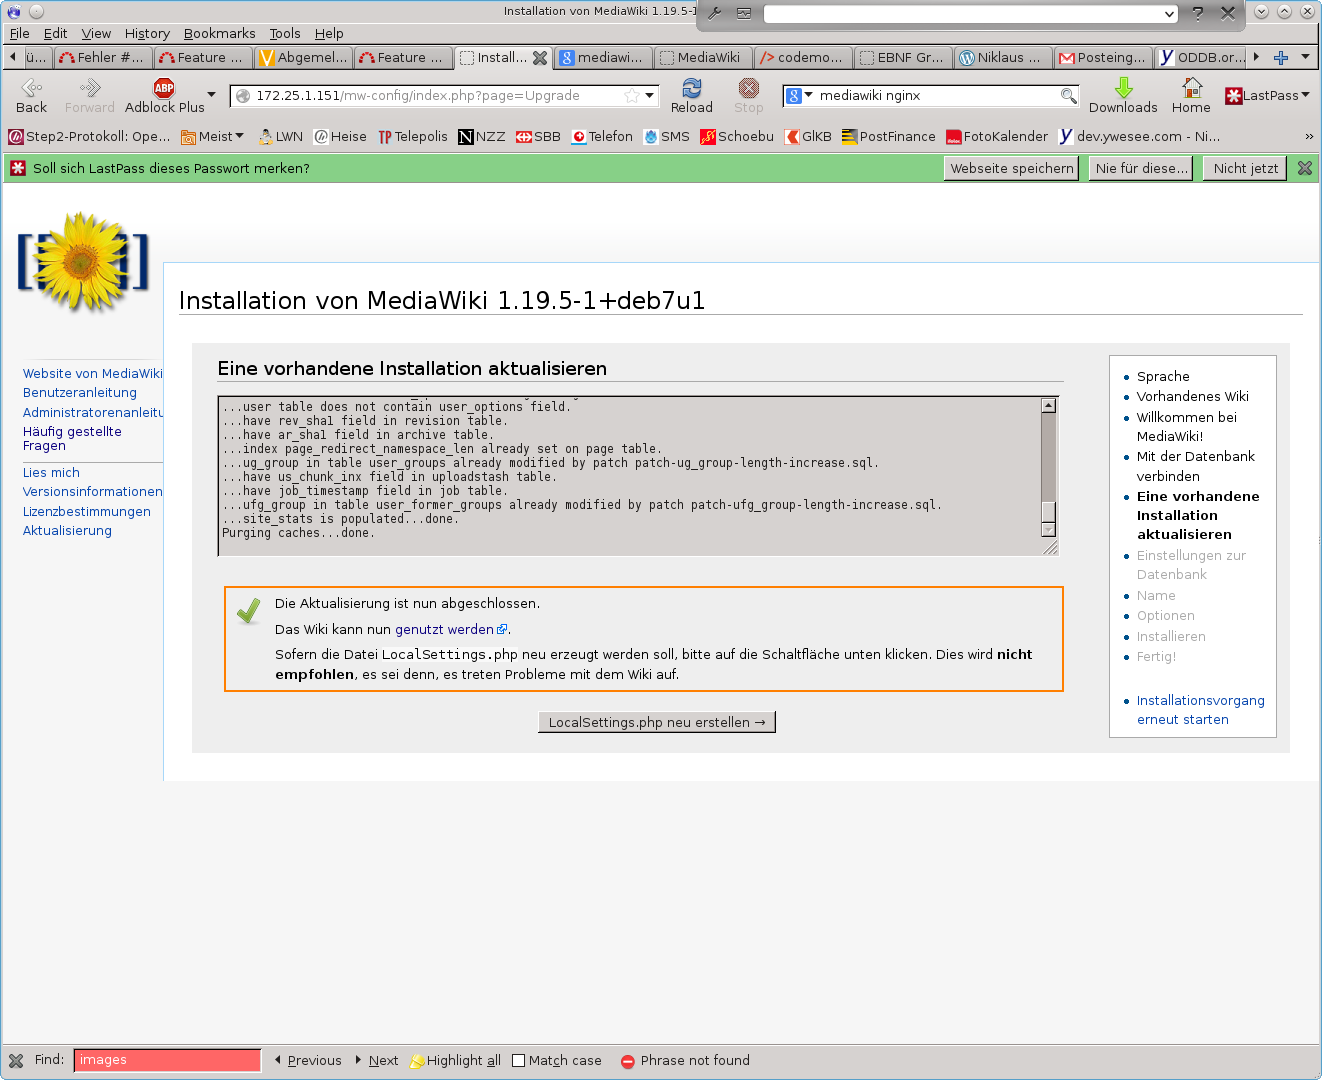 Installation von MediaWiki 1.19.5-1
File Edit View History Bookmarks Tools Help
ü... Fehler #... Feature ... Abgemel... Feature ... Install... mediawi... MediaWiki codemo... EBNF Gr... Niklaus ... Posteing... ODDB.or...
172.25.1.151/mw-config/index.php?page=Upgrade
mediawiki nginx
Back Forward Adblock Plus Reload Stop Downloads Home LastPass
Step2-Protokoll: Ope... Meist LWN Heise Telepolis NZZ SBB Telefon SMS Schoebu GlKB PostFinance FotoKalender dev.ywesee.com - Ni... »
Soll sich LastPass dieses Passwort merken? Webseite speichern Nie für diese... Nicht jetzt
Installation von MediaWiki 1.19.5-1+deb7u1
Website von MediaWiki
Benutzeranleitung
Administratorenanleitu
Häufig gestellte
Fragen
Lies mich
Versionsinformationen
Lizenzbestimmungen
Aktualisierung
Eine vorhandene Installation aktualisieren
...user table does not contain user_options field.
...have rev_sha1 field in revision table.
...have ar_sha1 field in archive table.
...index page_redirect_namespace_len already set on page table.
...ug_group in table user_groups already modified by patch patch-ug_group-length-increase.sql.
...have us_chunk_inx field in uploadstash table.
...have job_timestamp field in job table.
...ufg_group in table user_former_groups already modified by patch patch-ufg_group-length-increase.sql.
...site_stats is populated...done.
Purging caches...done.
Die Aktualisierung ist nun abgeschlossen.
Das Wiki kann nun genutzt werden.
Sofern die Datei LocalSettings.php neu erzeugt werden soll, bitte auf die Schaltfläche unten klicken. Dies wird nicht
empfohlen, es sei denn, es treten Probleme mit dem Wiki auf.
LocalSettings.php neu erstellen →
Sprache
Vorhandenes Wiki
Willkommen bei
MediaWiki!
Mit der Datenbank
verbinden
Eine vorhandene
Installation
aktualisieren
Einstellungen zur
Datenbank
Name
Optionen
Installieren
Fertig!
Installationsvorgang
erneut starten
Find: images Previous Next Highlight all Match case Phrase not found